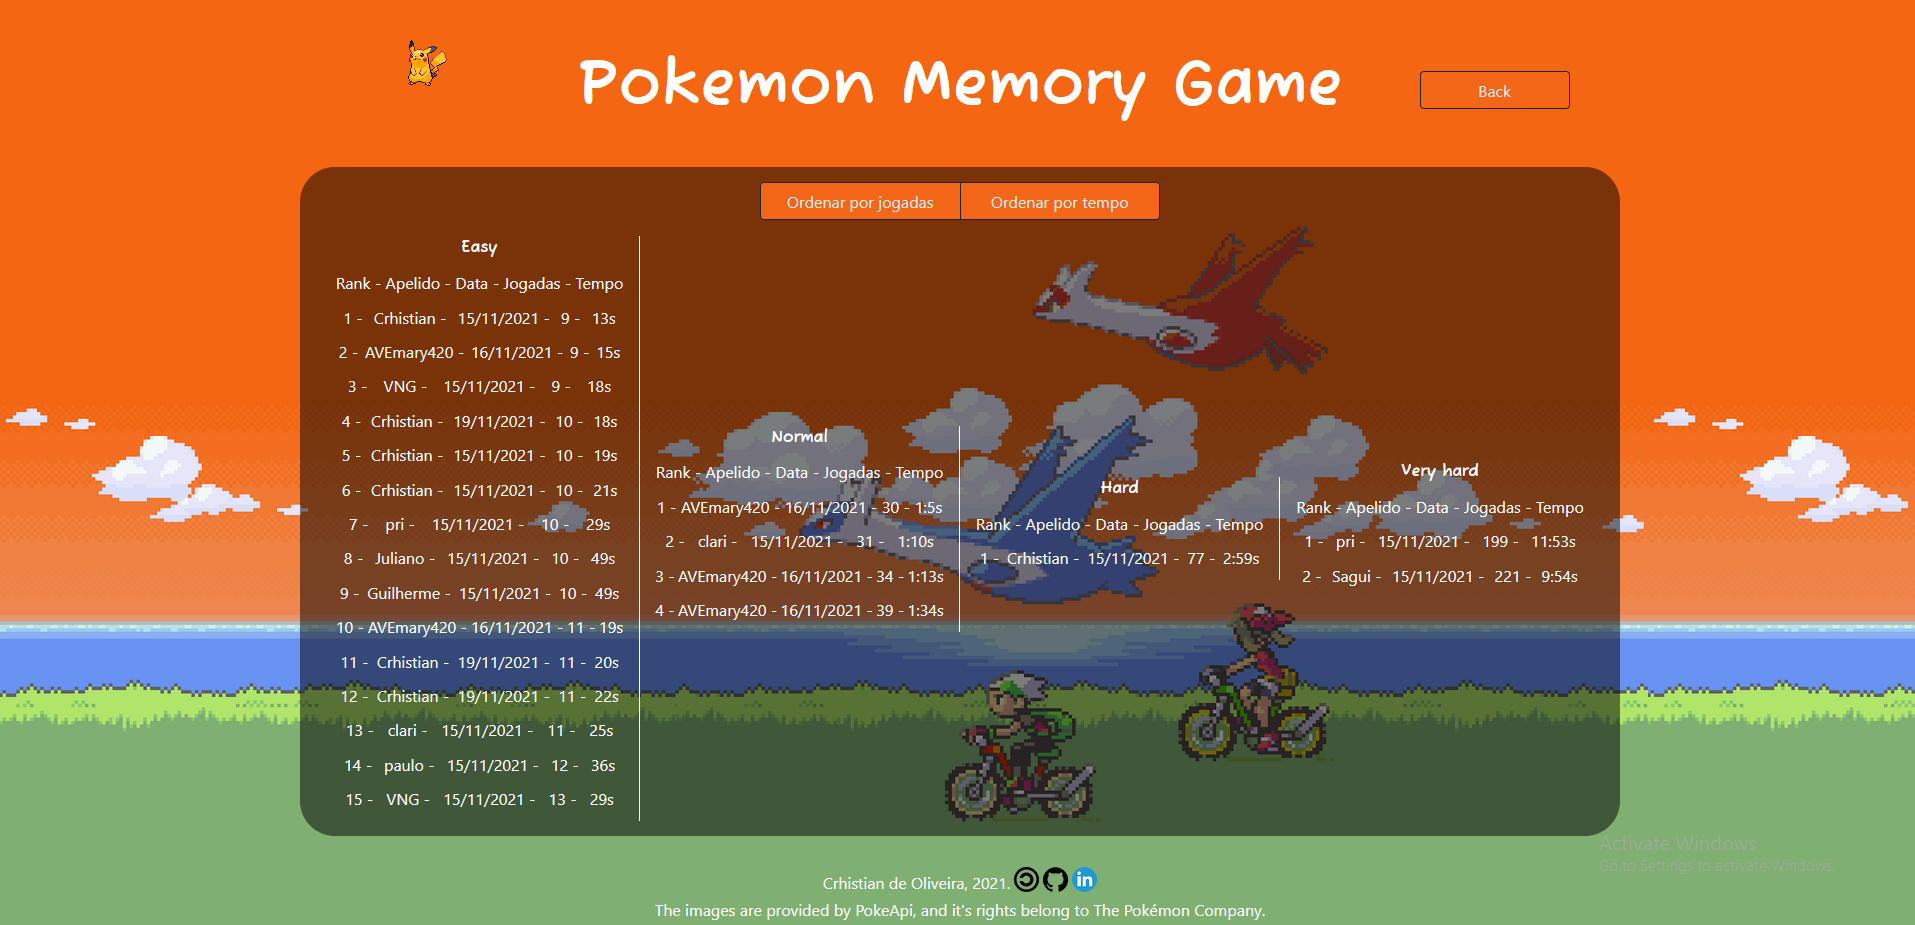 Pokemon Memory Game
Back
Ordenar por jogadas
Ordenar por tempo
Easy
Rank - Apelido - Data - Jogadas - Tempo
1 - Crhistian - 15/11/2021 - 9 - 13s
2 - AVEmary420 - 16/11/2021 - 9 - 15s
3 - VNG - 15/11/2021 - 9 - 18s
4 - Crhistian - 19/11/2021 - 10 - 18s
5 - Crhistian - 15/11/2021 - 10 - 19s
6 - Crhistian - 15/11/2021 - 10 - 21s
7 - pri - 15/11/2021 - 10 - 29s
8 - Juliano - 15/11/2021 - 10 - 49s
9 - Guilherme - 15/11/2021 - 10 - 49s
10 - AVEmary420 - 16/11/2021 - 11 - 19s
11 - Crhistian - 19/11/2021 - 11 - 20s
12 - Crhistian - 19/11/2021 - 11 - 22s
13 - clari - 15/11/2021 - 11 - 25s
14 - paulo - 15/11/2021 - 12 - 36s
15 - VNG - 15/11/2021 - 13 - 29s
Normal
Rank - Apelido - Data - Jogadas - Tempo
1 - AVEmary420 - 16/11/2021 - 30 - 1:5s
2 - clari - 15/11/2021 - 31 - 1:10s
3 - AVEmary420 - 16/11/2021 - 34 - 1:13s
4 - AVEmary420 - 16/11/2021 - 39 - 1:34s
Hard
Rank - Apelido - Data - Jogadas - Tempo
1 - Crhistian - 15/11/2021 - 77 - 2:59s
Very hard
Rank - Apelido - Data - Jogadas - Tempo
1 - pri - 15/11/2021 - 199 - 11:53s
2 - Sagui - 15/11/2021 - 221 - 9:54s
Activate Windows
Go to Settings to activate Windows.
Crhistian de Oliveira, 2021.
in
The images are provided by PokeApi, and it's rights belong to The Pokémon Company.